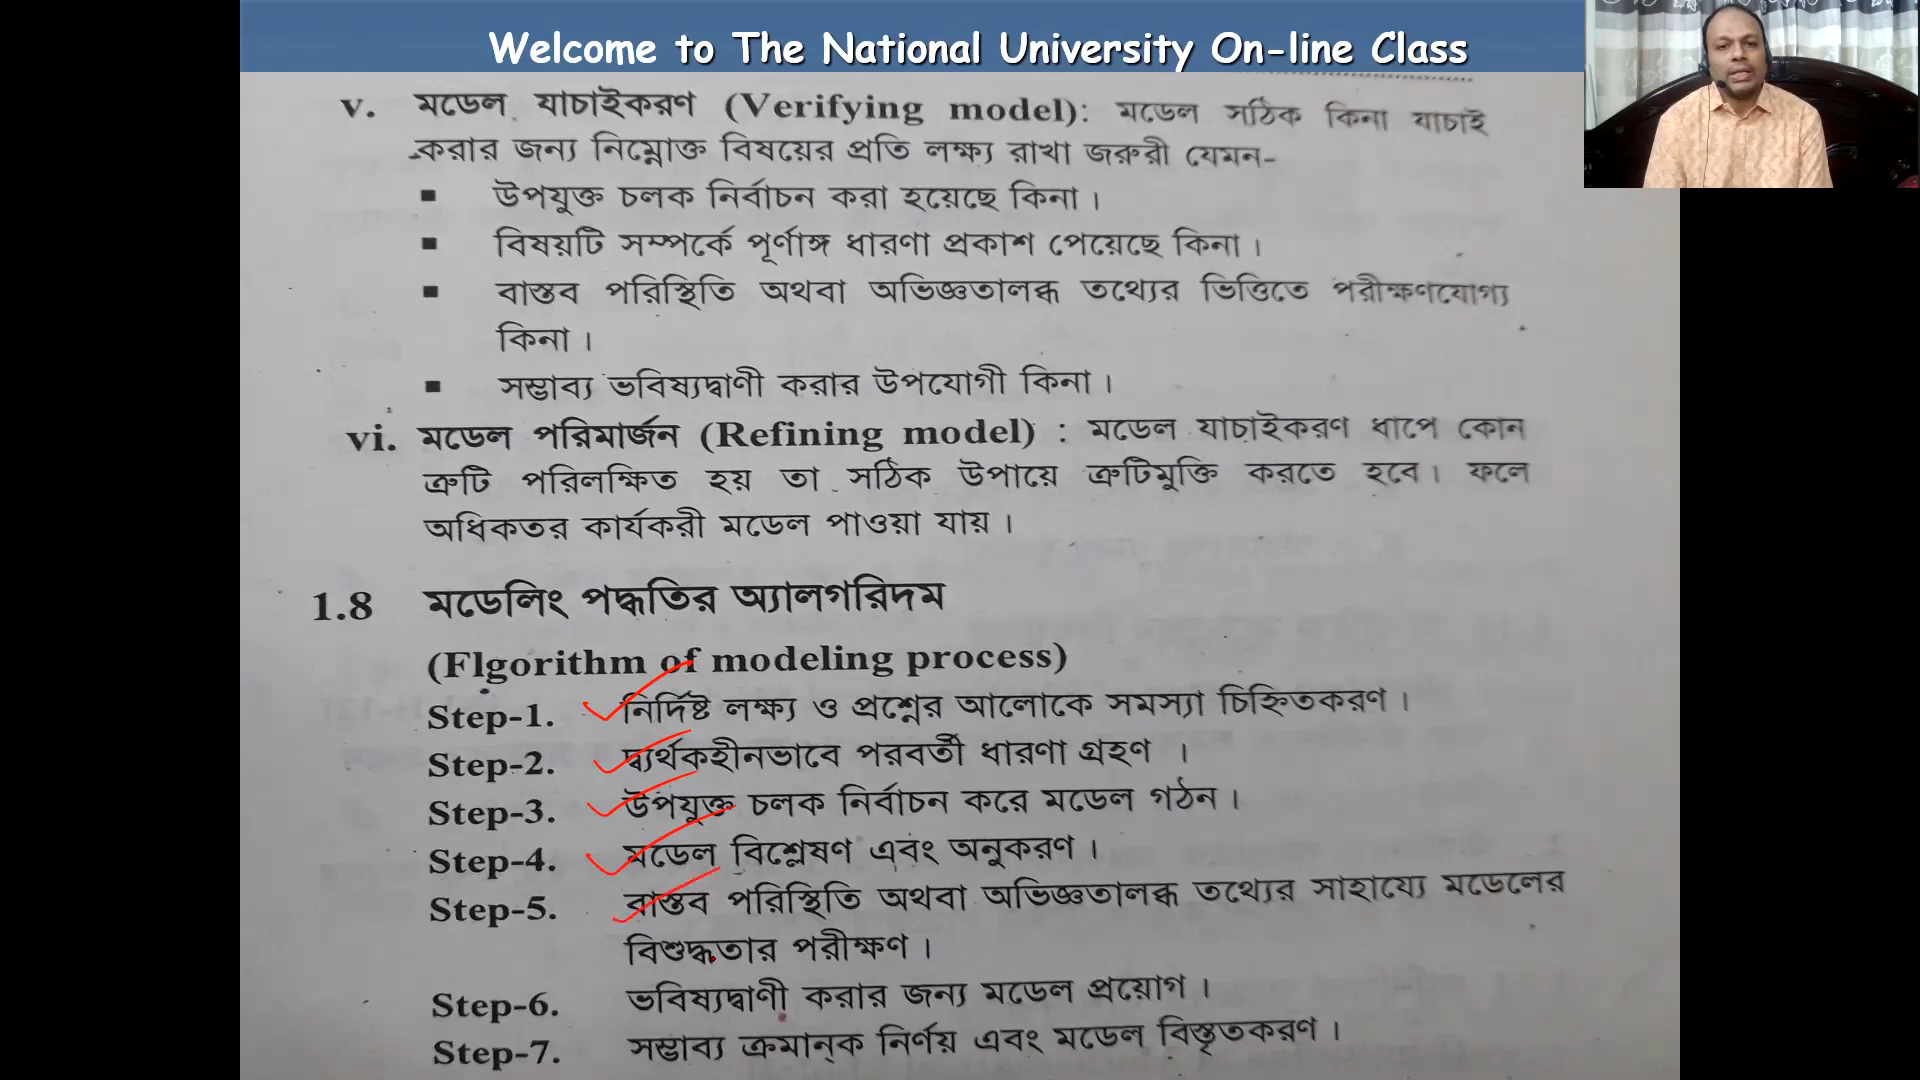 Welcome to The National University On-line Class
v. মডেল যাচাইকরণ (Verifying model): মডেল সঠিক কিনা যাচাই
করার জন্য নিম্নোক্ত বিষয়ের প্রতি লক্ষ্য রাখা জরুরী যেমন-
▪ উপযুক্ত চলক নির্বাচন করা হয়েছে কিনা।
▪ বিষয়টি সম্পর্কে পূর্ণাঙ্গ ধারণা প্রকাশ পেয়েছে কিনা।
▪ বাস্তব পরিস্থিতি অথবা অভিজ্ঞতালব্ধ তথ্যের ভিত্তিতে পরীক্ষণযোগ্য
কিনা।
▪ সম্ভাব্য ভবিষ্যদ্বাণী করার উপযোগী কিনা।
vi. মডেল পরিমার্জন (Refining model) : মডেল যাচাইকরণ ধাপে কোন
ত্রুটি পরিলক্ষিত হয় তা সঠিক উপায়ে ত্রুটিমুক্তি করতে হবে। ফলে
অধিকতর কার্যকরী মডেল পাওয়া যায়।
1.8 মডেলিং পদ্ধতির অ্যালগরিদম
(Flgorithm of modeling process)
Step-1. নির্দিষ্ট লক্ষ্য ও প্রশ্নের আলোকে সমস্যা চিহ্নিতকরণ।
Step-2. দ্ব্যর্থকহীনভাবে পরবর্তী ধারণা গ্রহণ ।
Step-3. উপযুক্ত চলক নির্বাচন করে মডেল গঠন।
Step-4. মডেল বিশ্লেষণ এবং অনুকরণ।
Step-5. বাস্তব পরিস্থিতি অথবা অভিজ্ঞতালব্ধ তথ্যের সাহায্যে মডেলের
বিশুদ্ধতার পরীক্ষণ।
Step-6. ভবিষ্যদ্বাণী করার জন্য মডেল প্রয়োগ।
Step-7. সম্ভাব্য ক্রমান্‌ক নির্ণয় এবং মডেল বিস্তৃতকরণ।